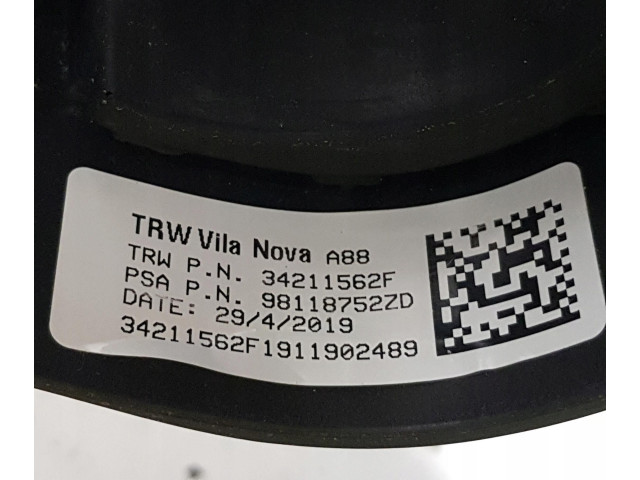 TRW Vila Nova A88
TRW P.N. 34211562F
PSA P.N. 98118752ZD
DATE: 29/4/2019
34211562F1911902489